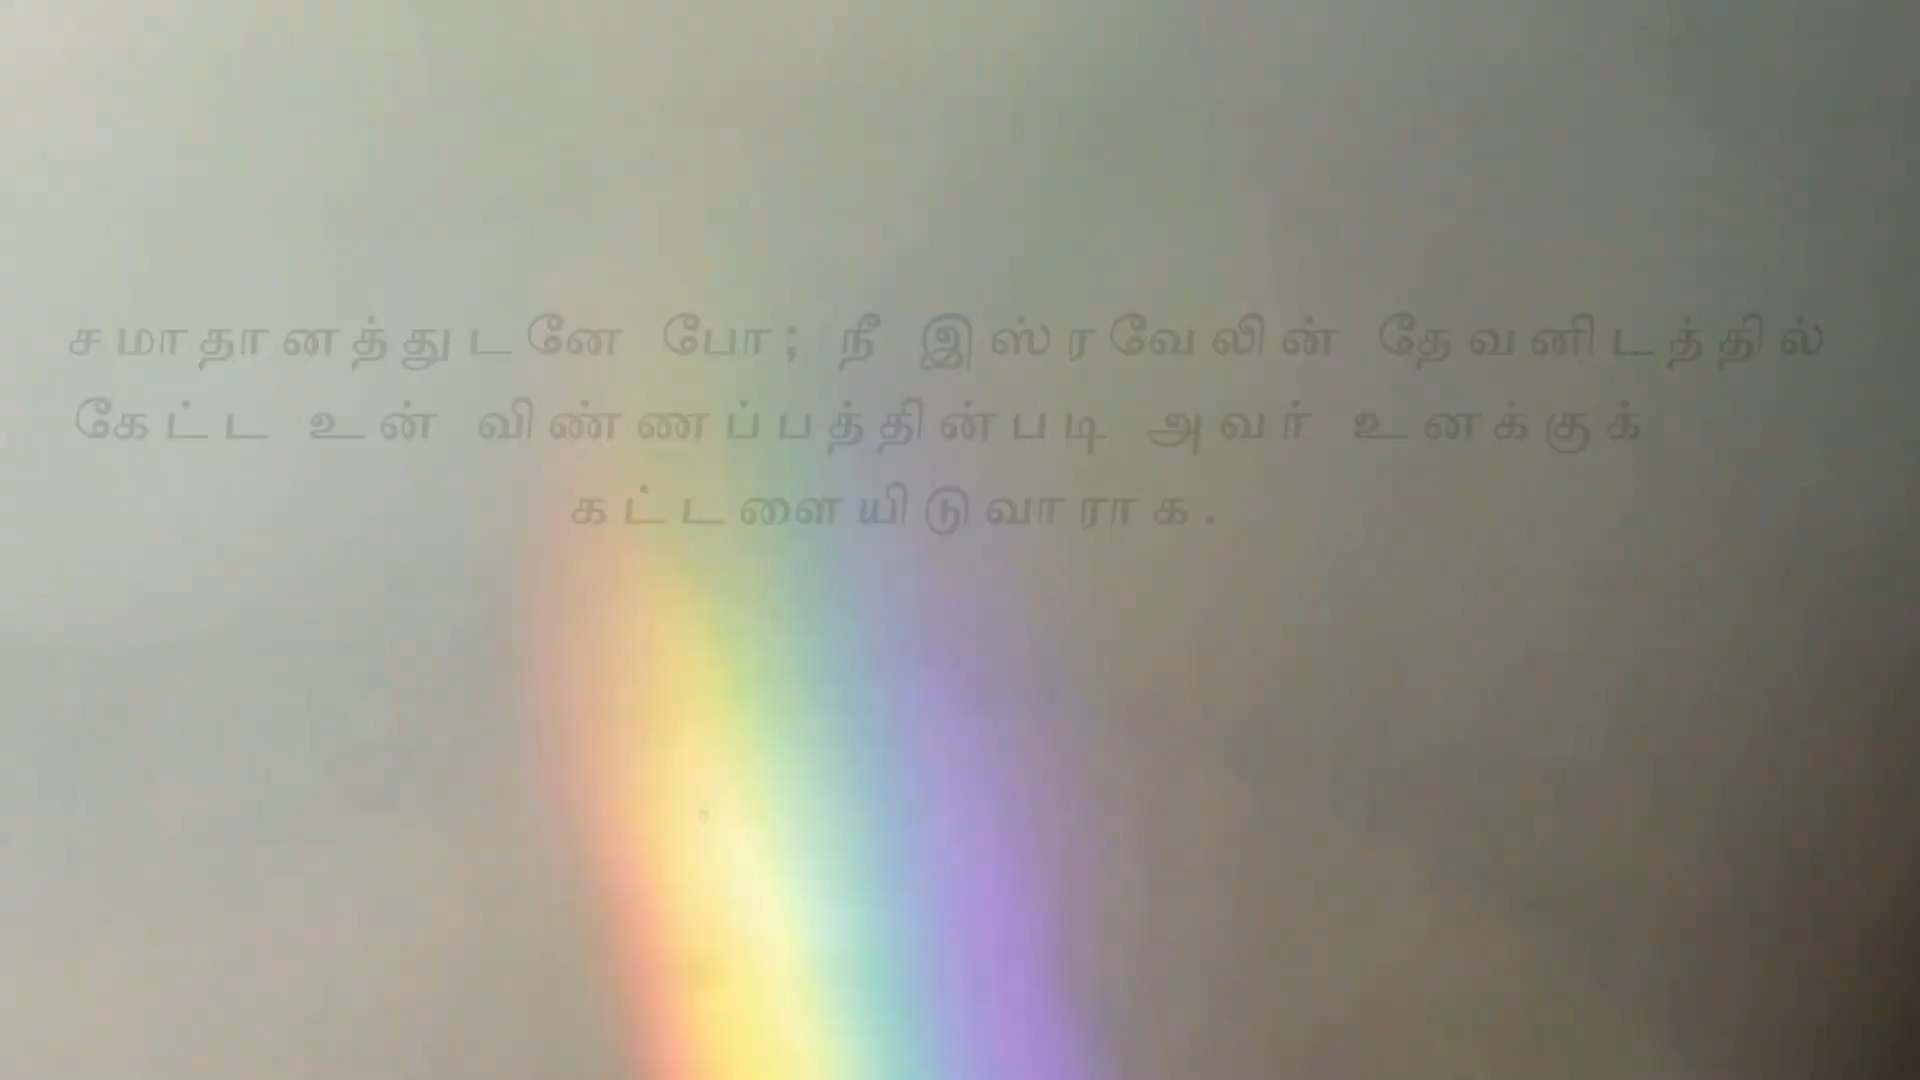 சமாதானத்துடனே போ; நீ இஸ்ரவேலின் தேவனிடத்தில்
கேட்ட உன் விண்ணப்பத்தின்படி அவர் உனக்குக்
கட்டளையிடுவாராக.